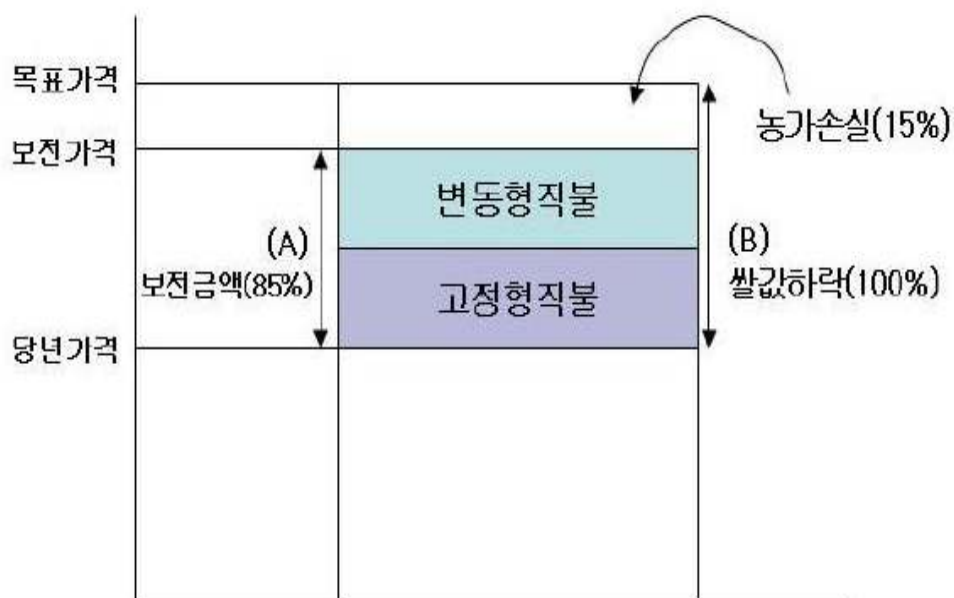 목표가격
농가손실(15%)
보전가격
변동형직불
(A)
보전금액(85%)
(B)
쌀값하락(100%)
고정형직불
당년가격